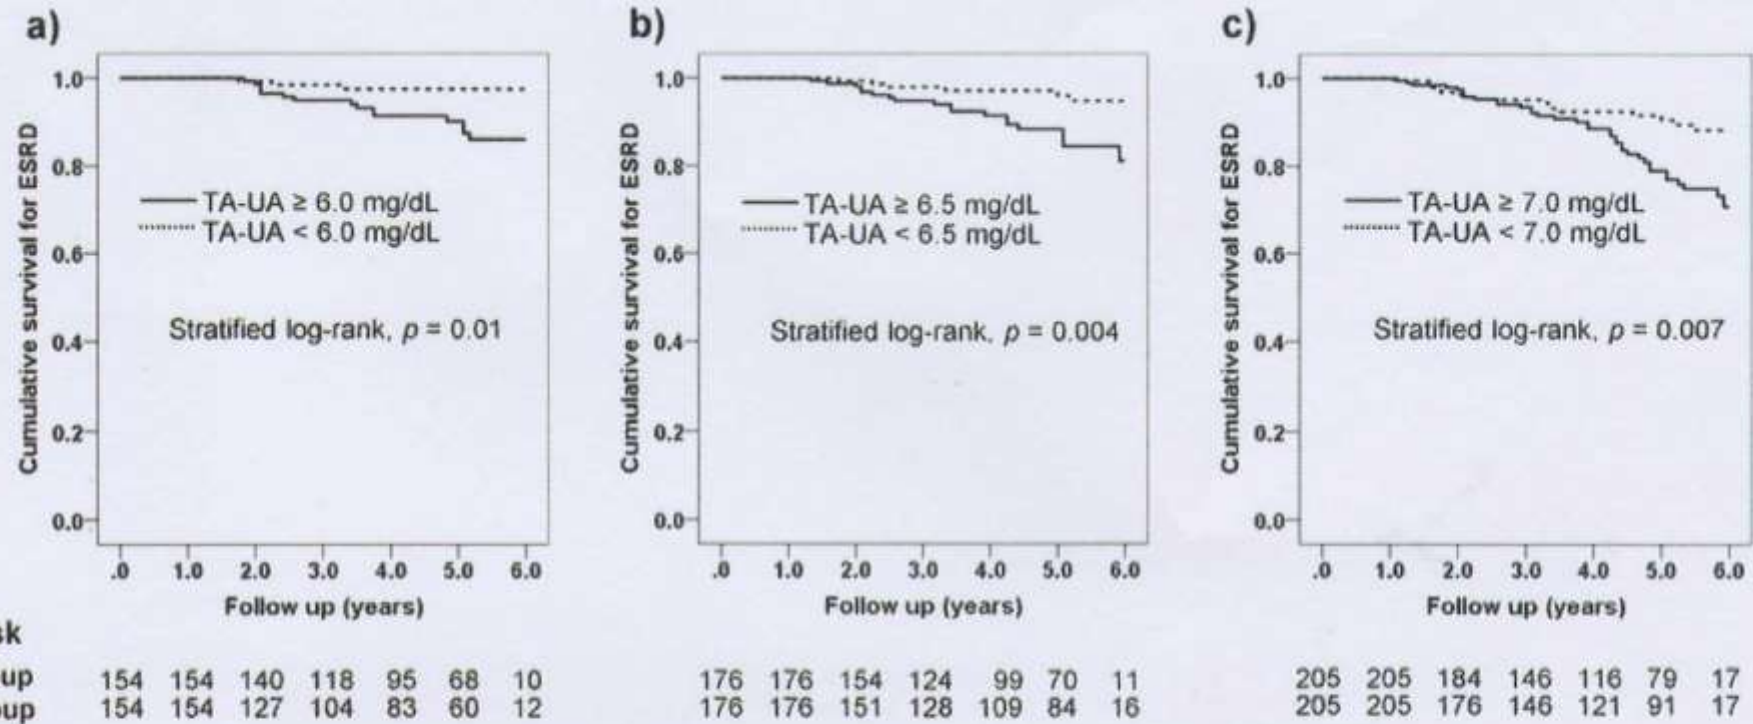 a)
Cumulative survival for ESRD
1.0
0.8
0.6
0.4
0.2
0.0
TA-UA ≥ 6.0 mg/dL
TA-UA < 6.0 mg/dL
Stratified log-rank, p = 0.01
.0 1.0 2.0 3.0 4.0 5.0 6.0
Follow up (years)
b)
Cumulative survival for ESRD
1.0
0.8
0.6
0.4
0.2
0.0
TA-UA ≥ 6.5 mg/dL
TA-UA < 6.5 mg/dL
Stratified log-rank, p = 0.004
.0 1.0 2.0 3.0 4.0 5.0 6.0
Follow up (years)
c)
Cumulative survival for ESRD
1.0
0.8
0.6
0.4
0.2
0.0
TA-UA ≥ 7.0 mg/dL
TA-UA < 7.0 mg/dL
Stratified log-rank, p = 0.007
.0 1.0 2.0 3.0 4.0 5.0 6.0
Follow up (years)
sk
up 154 154 140 118 95 68 10 176 176 154 124 99 70 11 205 205 184 146 116 79 17
oup 154 154 127 104 83 60 12 176 176 151 128 109 84 16 205 205 176 146 121 91 17